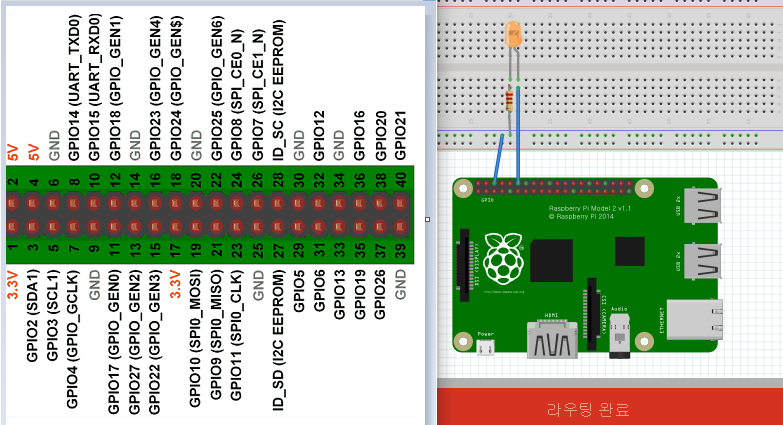 5V
5V
GND
GPIO14 (UART_TXD0)
GPIO15 (UART_RXD0)
GPIO18 (GPIO_GEN1)
GND
GPIO23 (GPIO_GEN4)
GPIO24 (GPIO_GEN$)
GND
GPIO25 (GPIO_GEN6)
GPIO8 (SPI_CE0_N)
GPIO7 (SPI_CE1_N)
ID_SC (I2C EEPROM)
GND
GPIO12
GND
GPIO16
GPIO20
GPIO21
2 4 6 8 10 12 14 16 18 20 22 24 26 28 30 32 34 36 38 40
1 3 5 7 9 11 13 15 17 19 21 23 25 27 29 31 33 35 37 39
3.3V
GPIO2 (SDA1)
GPIO3 (SCL1)
GPIO4 (GPIO_GCLK)
GND
GPIO17 (GPIO_GEN0)
GPIO27 (GPIO_GEN2)
GPIO22 (GPIO_GEN3)
3.3V
GPIO10 (SPI0_MOSI)
GPIO9 (SPI0_MISO)
GPIO11 (SPI0_CLK)
GND
ID_SD (I2C EEPROM)
GPIO5
GPIO6
GPIO13
GPIO19
GPIO26
GND
GPIO
Raspberry Pi Model 2 v1.1
© Raspberry Pi 2014
USB 2x
USB 2x
DSI (DISPLAY)
CSI (CAMERA)
HDMI
Audio
Power
ETHERNET
라우팅 완료